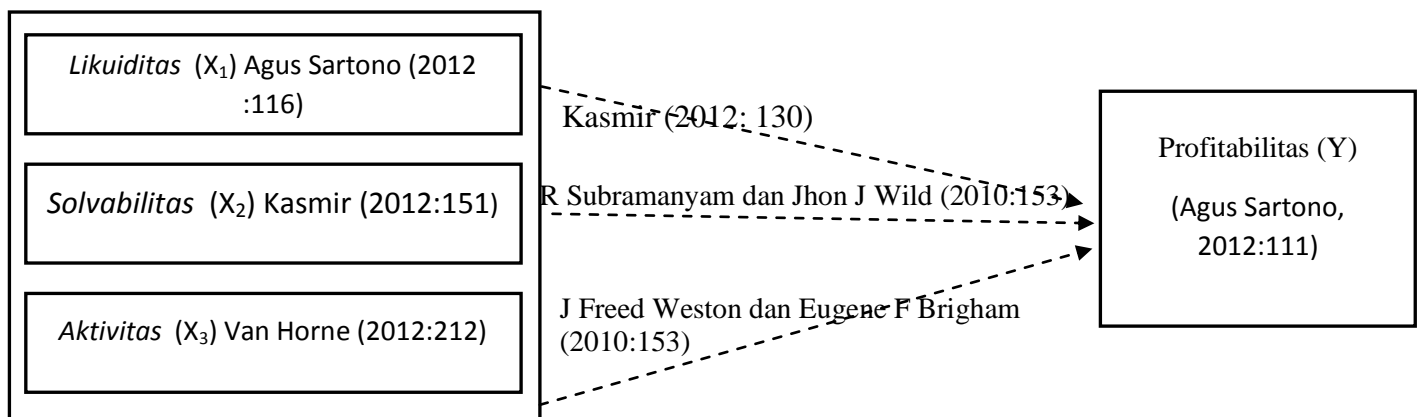 Likuiditas (X₁) Agus Sartono (2012
:116)
Solvabilitas (X₂) Kasmir (2012:151)
Aktivitas (X₃) Van Horne (2012:212)
Kasmir (2012: 130)
R Subramanyam dan Jhon J Wild (2010:153)
J Freed Weston dan Eugene F Brigham
(2010:153)
Profitabilitas (Y)
(Agus Sartono,
2012:111)